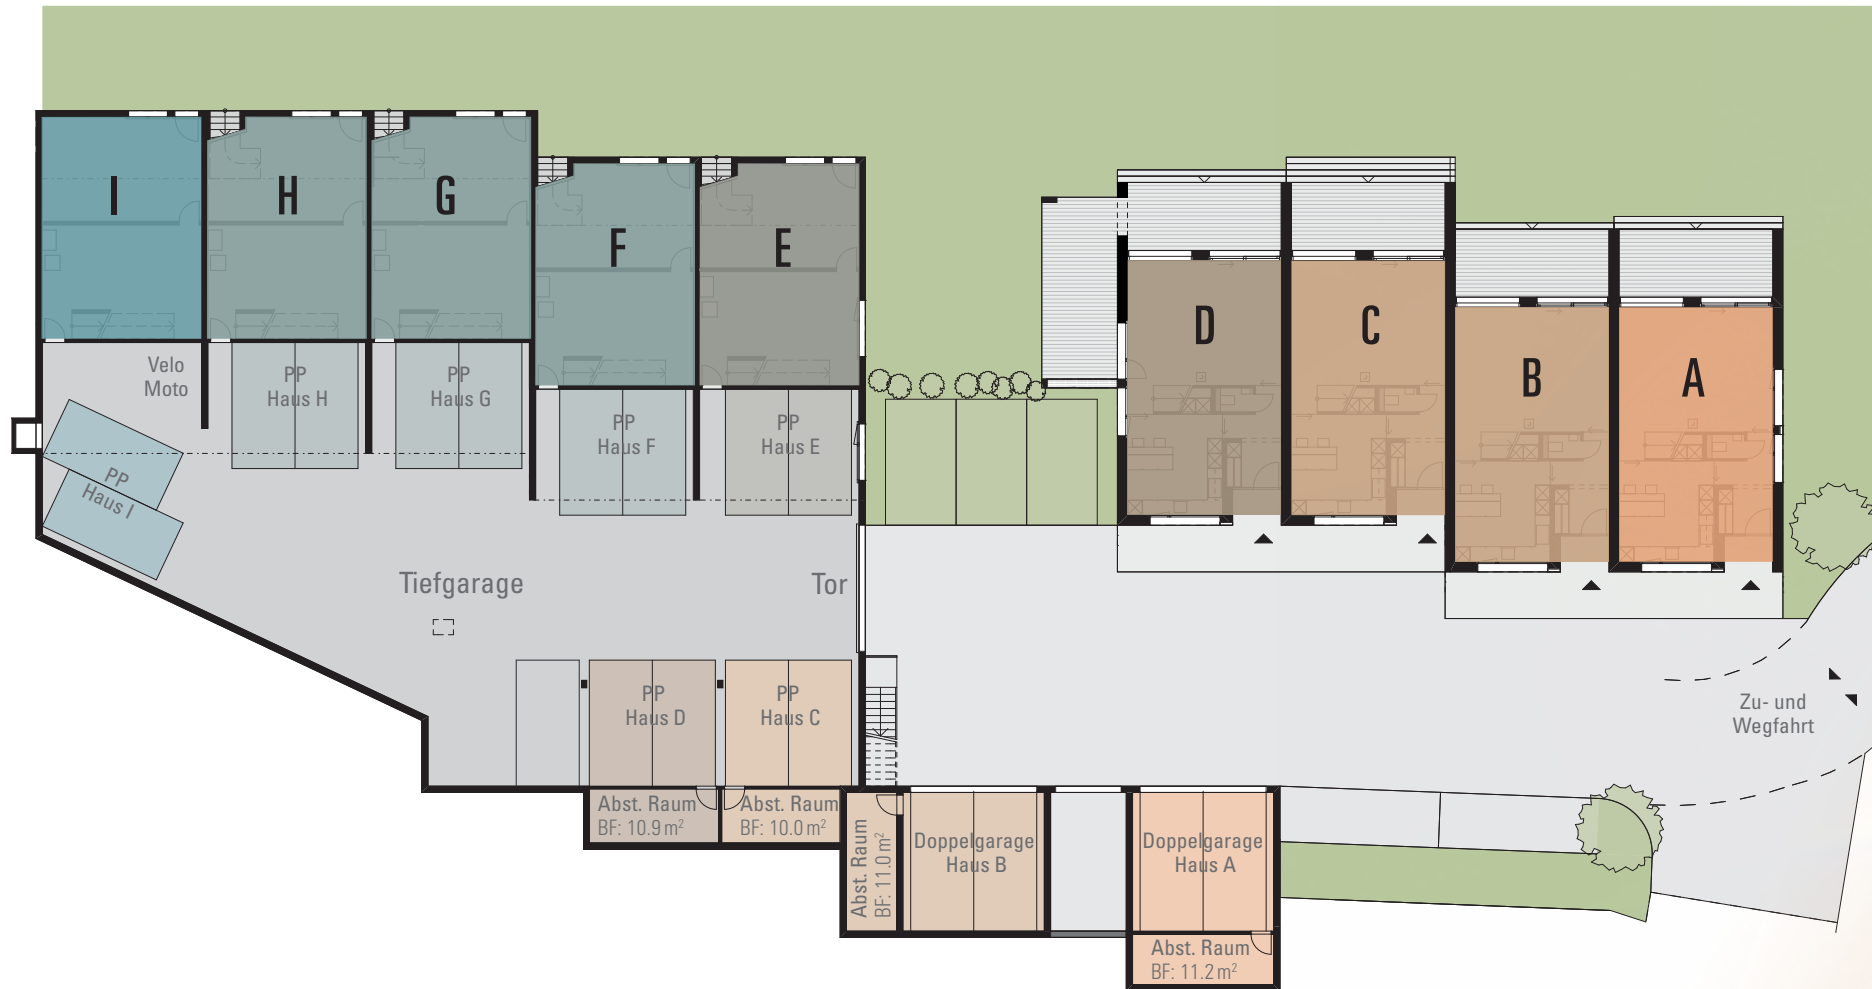 I
H
G
F
E
D
C
B
A
Velo
Moto
PP
Haus H
PP
Haus G
PP
Haus F
PP
Haus E
PP
Haus I
Tiefgarage
Tor
PP
Haus D
PP
Haus C
Zu- und
Wegfahrt
Abst. Raum
BF: 10.9 m²
Abst. Raum
BF: 10.0 m²
Abst. Raum
BF: 11.0 m²
Doppelgarage
Haus B
Doppelgarage
Haus A
Abst. Raum
BF: 11.2 m²